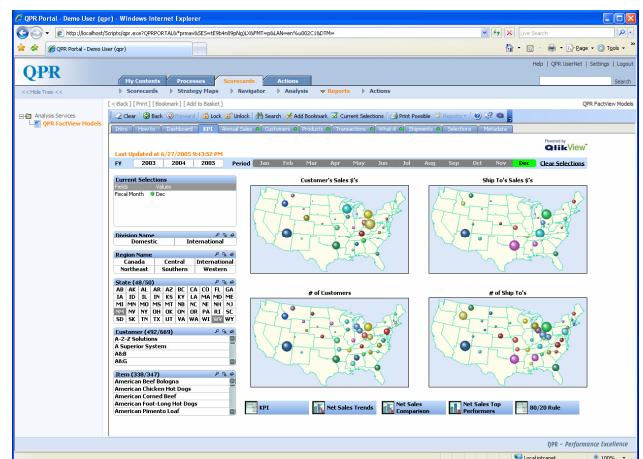 QPR Portal - Demo User (qpr) - Windows Internet Explorer
Live Search
QPR Portal - Demo User (qpr)
Page Tools
Help | QPR UserNet | Settings | Logout
QPR
Search
My Contents Processes Scorecards Actions
<< Hide Tree <<
Scorecards Strategy Maps Navigator Analysis Reports Actions
[ < Back ] [ Print ] [ Bookmark ] [ Add to Basket ]
QPR FactView Models
Analysis Services
QPR FactView Models
Clear Back Forward Lock Unlock Search Add Bookmark Current Selections Print Possible Reports
Intro How to Dashboard KPI Annual Sales Customers Products Transactions What if Shipments Selections Metadata
Powered by
QlikView
Last Updated at 6/27/2005 9:43:52 PM
FY 2003 2004 2005 Period Jan Feb Mar Apr May Jun Jul Aug Sep Oct Nov Dec Clear Selections
Current Selections
Fields Values
Fiscal Month Dec
Customer's Sales $'s
Ship To's Sales $'s
Division Name
Domestic International
Region Name
Canada Central International
Northeast Southern Western
State (48/50)
AB AK AL AR AZ BC CA CO FL GA
IA ID IL IN KS KY LA MA MD ME
MI MN MO MS MT NB NC NE NH NJ
NM NV NY OH OK ON OR PA RI SC
SD SK TN TX UT VA WA WI WV WY
# of Customers
# of Ship To's
Customer (492/669)
A-2-Z Solutions
A Superior System
A&B
A&G
Item (338/347)
American Beef Bologna
American Chicken Hot Dogs
American Corned Beef
American Foot-Long Hot Dogs
American Pimento Loaf
KPI
Net Sales Trends
Net Sales Comparison
Net Sales Top Performers
80/20 Rule
QPR - Performance Excellence
Local intranet 100%